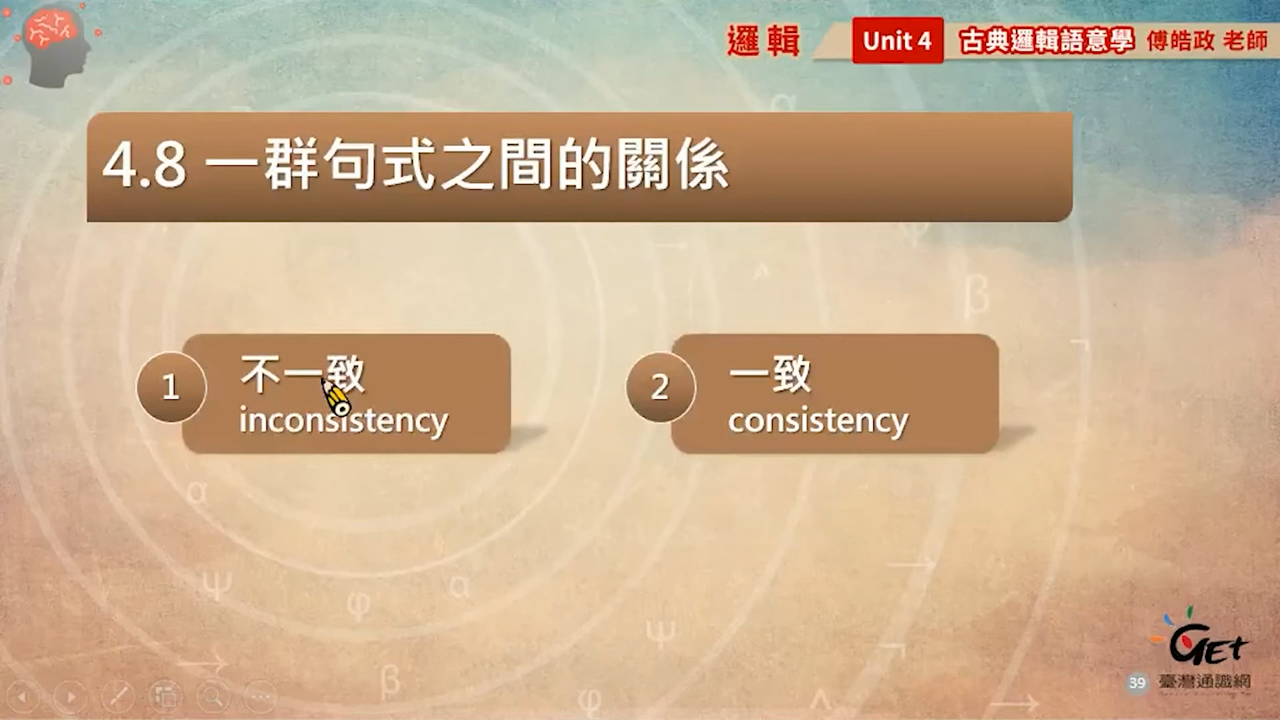 邏輯
Unit 4
古典邏輯語意學 傅皓政 老師
4.8 一群句式之間的關係
1
不一致
inconsistency
2
一致
consistency
GET
39 臺灣通識網